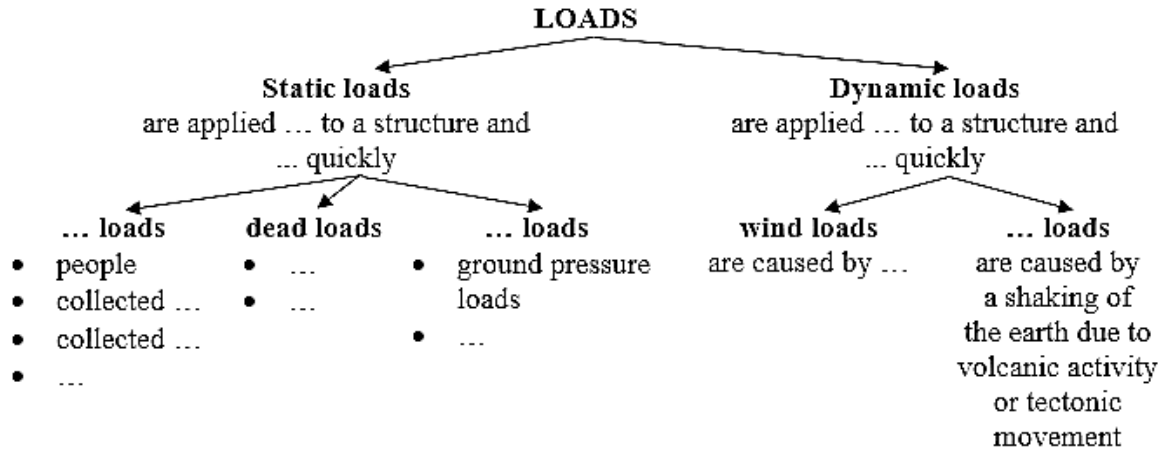 LOADS
Static loads
are applied … to a structure and
… quickly
Dynamic loads
are applied … to a structure and
… quickly
… loads
• people
• collected …
• collected …
• …
dead loads
• …
• …
… loads
• ground pressure
loads
• …
wind loads
are caused by …
… loads
are caused by
a shaking of
the earth due to
volcanic activity
or tectonic
movement